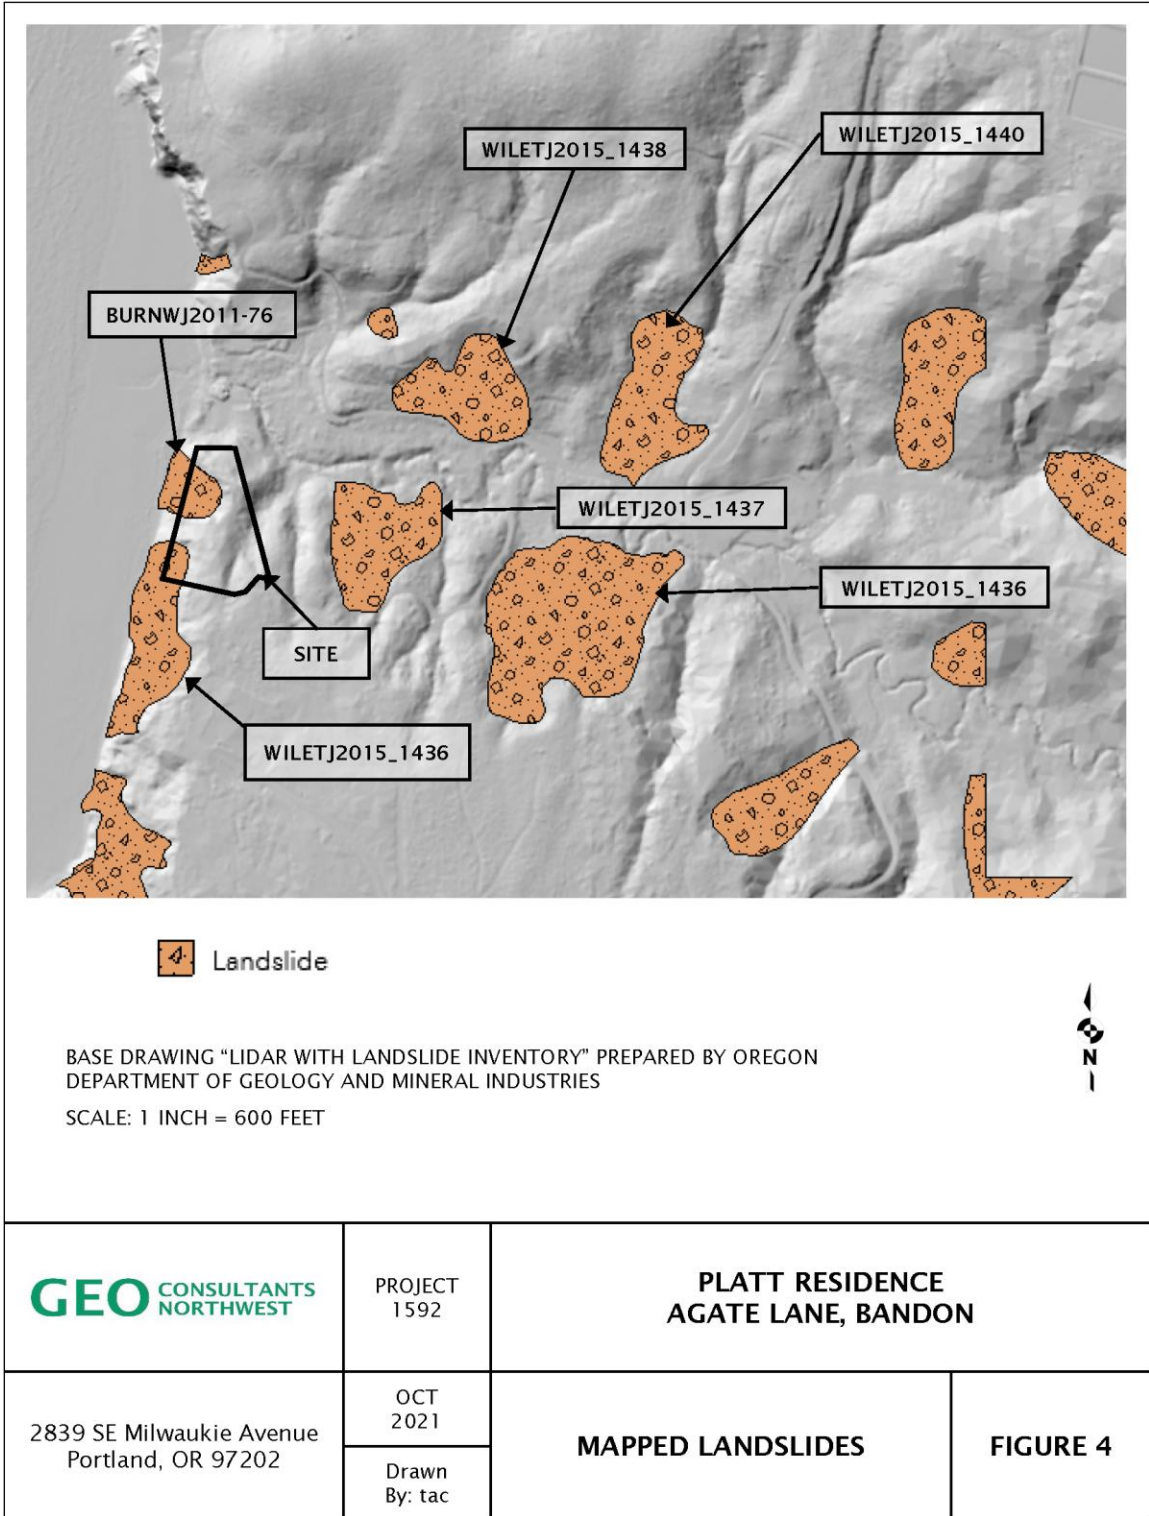 WILETJ2015_1438
WILETJ2015_1440
BURNWJ2011-76
WILETJ2015_1437
WILETJ2015_1436
SITE
WILETJ2015_1436
Landslide
N
BASE DRAWING “LIDAR WITH LANDSLIDE INVENTORY” PREPARED BY OREGON
DEPARTMENT OF GEOLOGY AND MINERAL INDUSTRIES
SCALE: 1 INCH = 600 FEET
GEO CONSULTANTS
NORTHWEST
PROJECT
1592
PLATT RESIDENCE
AGATE LANE, BANDON
2839 SE Milwaukie Avenue
Portland, OR 97202
OCT
2021
Drawn
By: tac
MAPPED LANDSLIDES
FIGURE 4